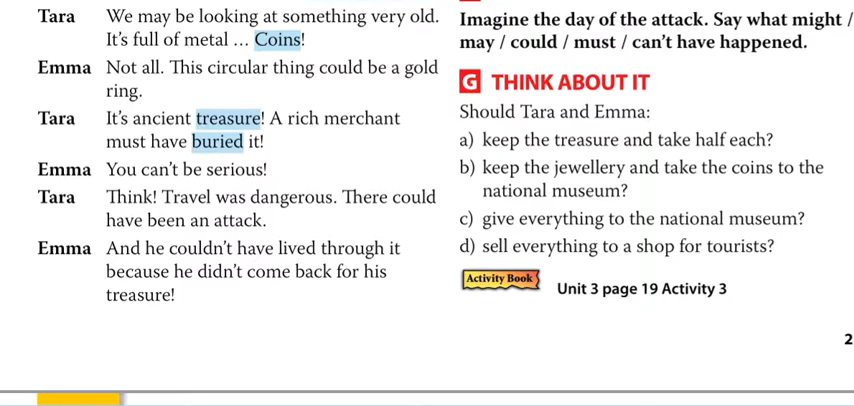 Tara We may be looking at something very old.
It's full of metal ... Coins!
Emma Not all. This circular thing could be a gold
ring.
Tara It's ancient treasure! A rich merchant
must have buried it!
Emma You can't be serious!
Tara Think! Travel was dangerous. There could
have been an attack.
Emma And he couldn't have lived through it
because he didn't come back for his
treasure!
Imagine the day of the attack. Say what might /
may / could / must / can't have happened.
G THINK ABOUT IT
Should Tara and Emma:
a) keep the treasure and take half each?
b) keep the jewellery and take the coins to the
national museum?
c) give everything to the national museum?
d) sell everything to a shop for tourists?
Activity Book Unit 3 page 19 Activity 3
2